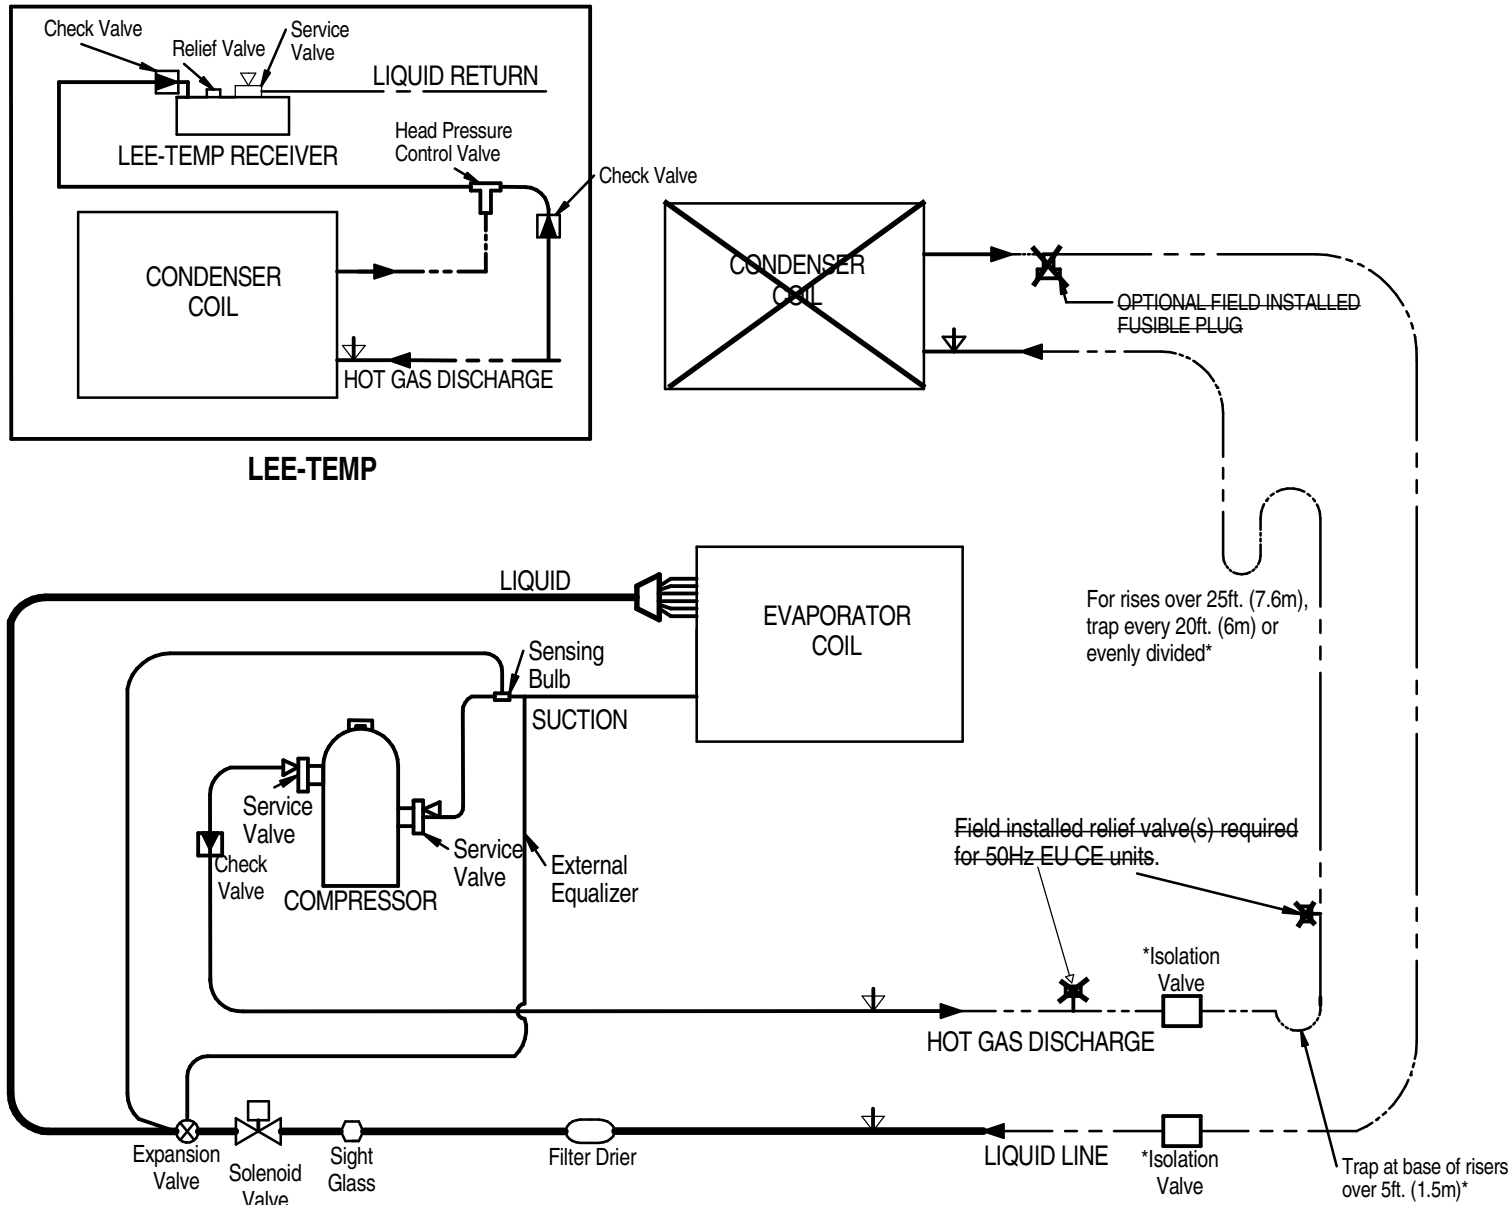 Check Valve
Relief Valve
Service
Valve
LIQUID RETURN
LEE-TEMP RECEIVER
Head Pressure
Control Valve
Check Valve
CONDENSER
COIL
HOT GAS DISCHARGE
LEE-TEMP
CONDENSER
COIL
OPTIONAL FIELD INSTALLED
FUSIBLE PLUG
LIQUID
EVAPORATOR
COIL
For rises over 25ft. (7.6m),
trap every 20ft. (6m) or
evenly divided*
Sensing
Bulb
SUCTION
Service
Valve
Check
Valve
COMPRESSOR
Service
Valve
External
Equalizer
Field installed relief valve(s) required
for 50Hz EU CE units.
*Isolation
Valve
HOT GAS DISCHARGE
Expansion
Valve
Solenoid
Valve
Sight
Glass
Filter Drier
LIQUID LINE
*Isolation
Valve
Trap at base of risers
over 5ft. (1.5m)*